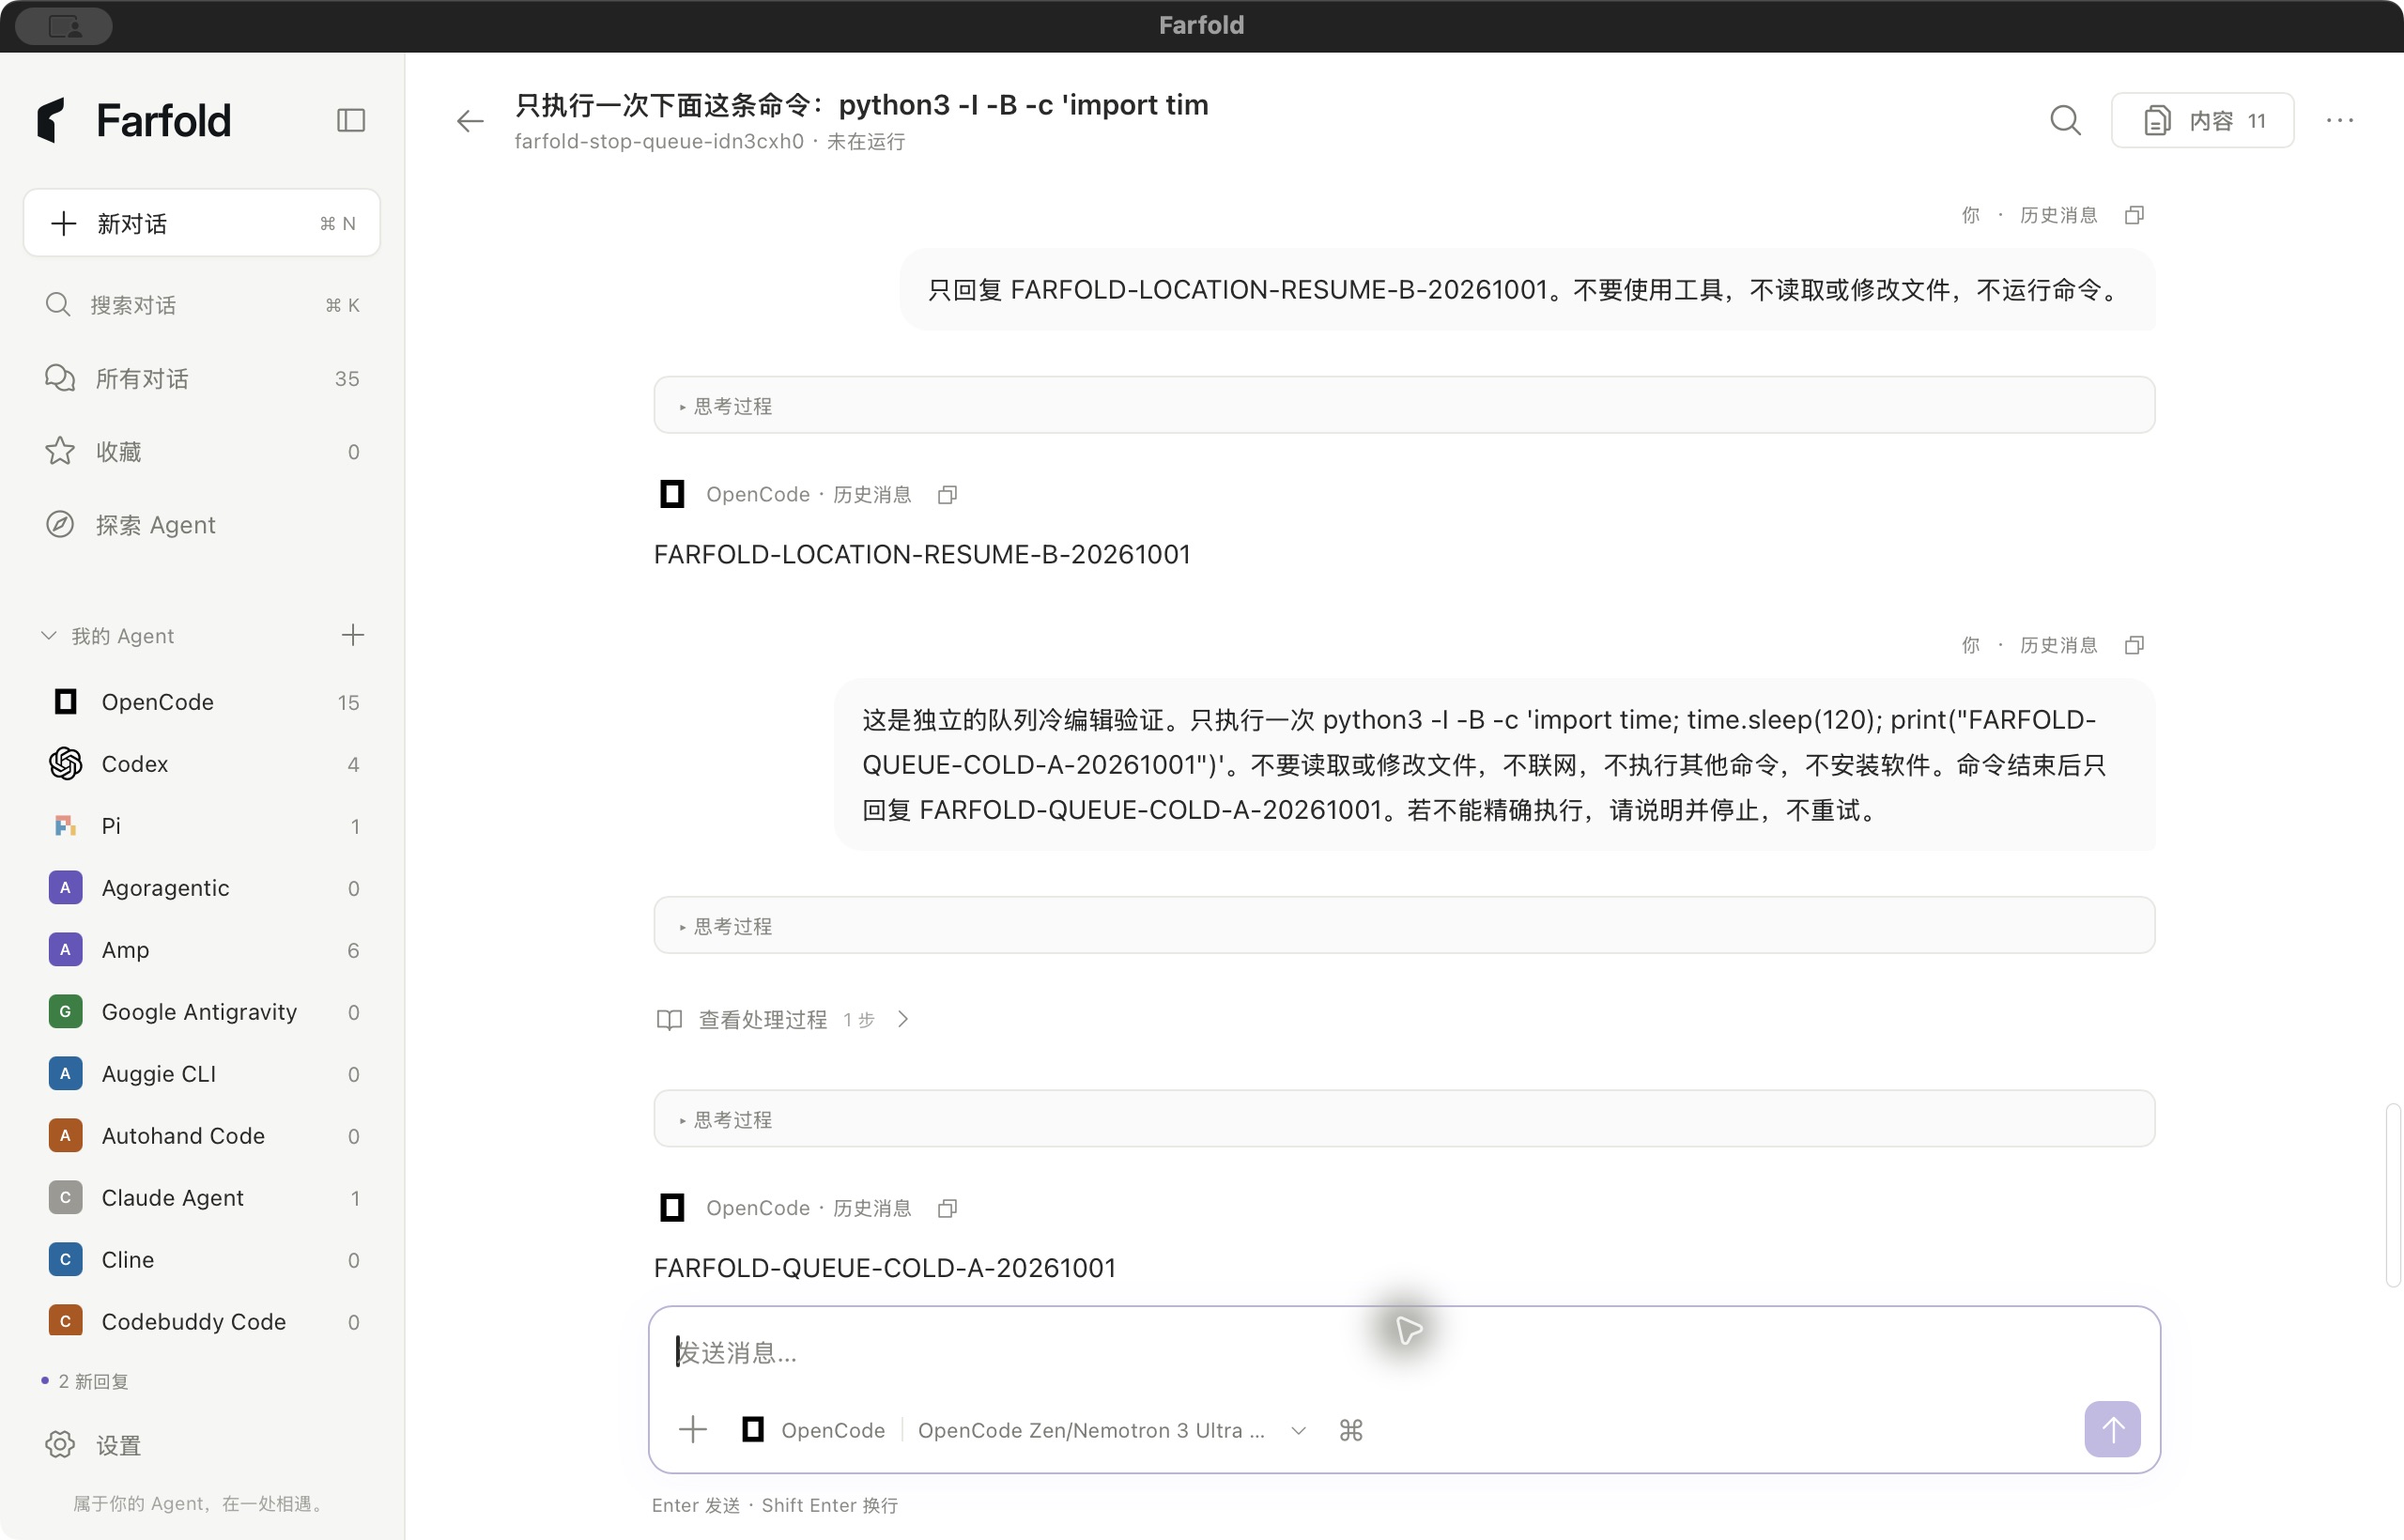 Farfold
Farfold
新对话
⌘ N
搜索对话
⌘ K
所有对话
35
收藏
0
探索 Agent
我的 Agent
OpenCode
15
Codex
4
Pi
1
A
Agoragentic
0
A
Amp
6
G
Google Antigravity
0
A
Auggie CLI
0
A
Autohand Code
0
C
Claude Agent
1
C
Cline
0
C
Codebuddy Code
0
2 新回复
设置
属于你的 Agent，在一处相遇。
只执行一次下面这条命令：python3 -I -B -c 'import tim
farfold-stop-queue-idn3cxh0 · 未在运行
内容 11
你 · 历史消息
只回复 FARFOLD-LOCATION-RESUME-B-20261001。不要使用工具，不读取或修改文件，不运行命令。
思考过程
OpenCode · 历史消息
FARFOLD-LOCATION-RESUME-B-20261001
你 · 历史消息
这是独立的队列冷编辑验证。只执行一次 python3 -I -B -c 'import time; time.sleep(120); print("FARFOLD-
QUEUE-COLD-A-20261001")'。不要读取或修改文件，不联网，不执行其他命令，不安装软件。命令结束后只
回复 FARFOLD-QUEUE-COLD-A-20261001。若不能精确执行，请说明并停止，不重试。
思考过程
查看处理过程 1 步
思考过程
OpenCode · 历史消息
FARFOLD-QUEUE-COLD-A-20261001
发送消息...
OpenCode
OpenCode Zen/Nemotron 3 Ultra ...
⌘
Enter 发送 · Shift Enter 换行